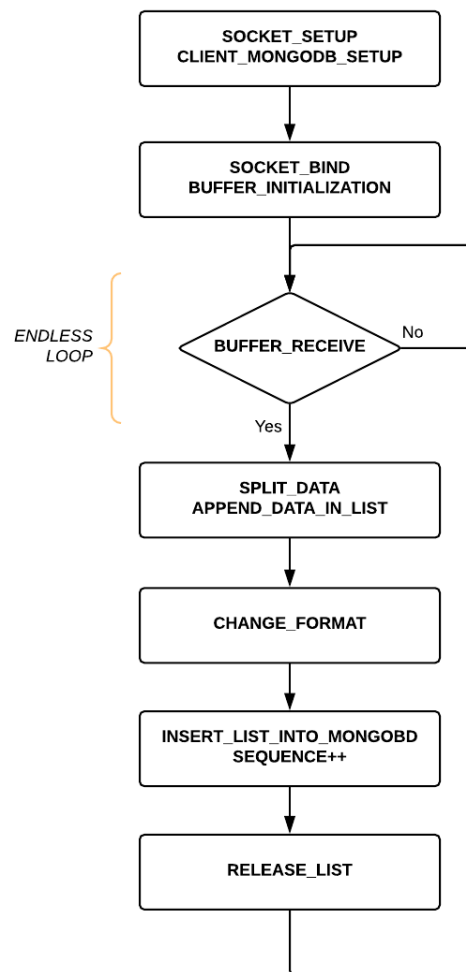 SOCKET_SETUP
CLIENT_MONGODB_SETUP
SOCKET_BIND
BUFFER_INITIALIZATION
ENDLESS
LOOP
BUFFER_RECEIVE
No
Yes
SPLIT_DATA
APPEND_DATA_IN_LIST
CHANGE_FORMAT
INSERT_LIST_INTO_MONGOBD
SEQUENCE++
RELEASE_LIST